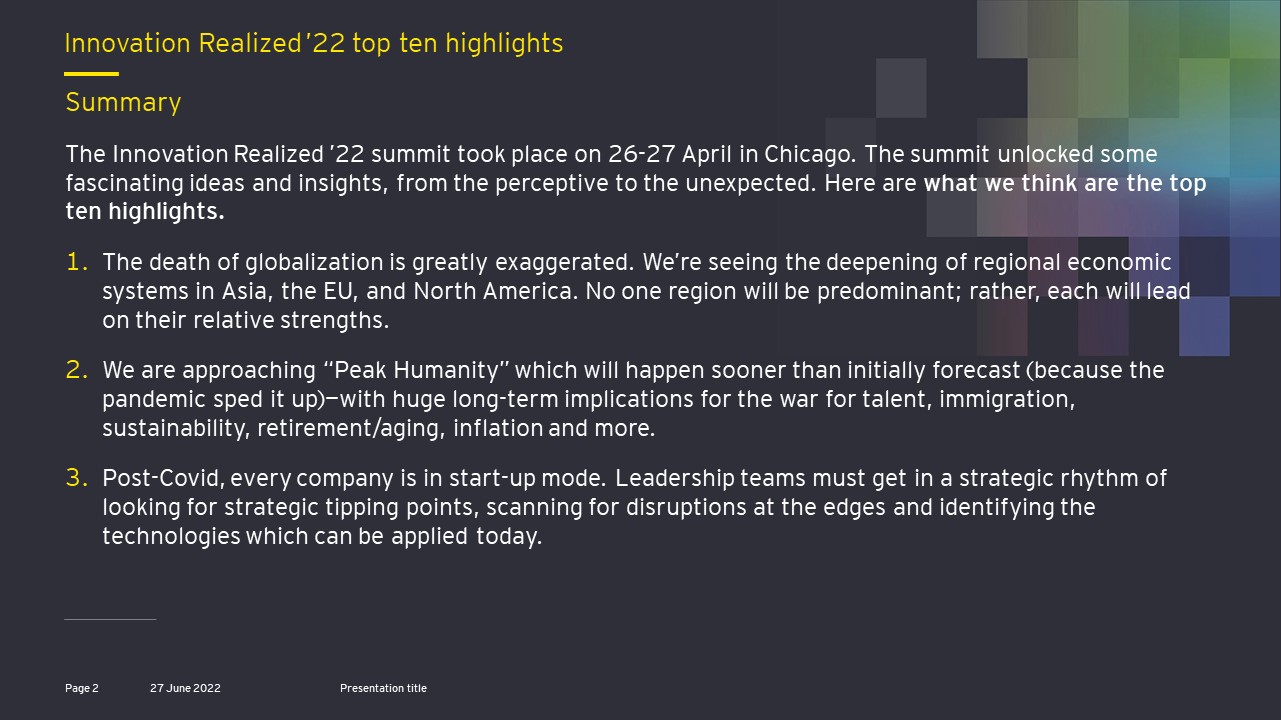 Innovation Realized ’22 top ten highlights
Summary
The Innovation Realized ’22 summit took place on 26-27 April in Chicago. The summit unlocked some
fascinating ideas and insights, from the perceptive to the unexpected. Here are what we think are the top
ten highlights.
1. The death of globalization is greatly exaggerated. We’re seeing the deepening of regional economic
systems in Asia, the EU, and North America. No one region will be predominant; rather, each will lead
on their relative strengths.
2. We are approaching “Peak Humanity” which will happen sooner than initially forecast (because the
pandemic sped it up)—with huge long-term implications for the war for talent, immigration,
sustainability, retirement/aging, inflation and more.
3. Post-Covid, every company is in start-up mode. Leadership teams must get in a strategic rhythm of
looking for strategic tipping points, scanning for disruptions at the edges and identifying the
technologies which can be applied today.
Page 2 27 June 2022 Presentation title